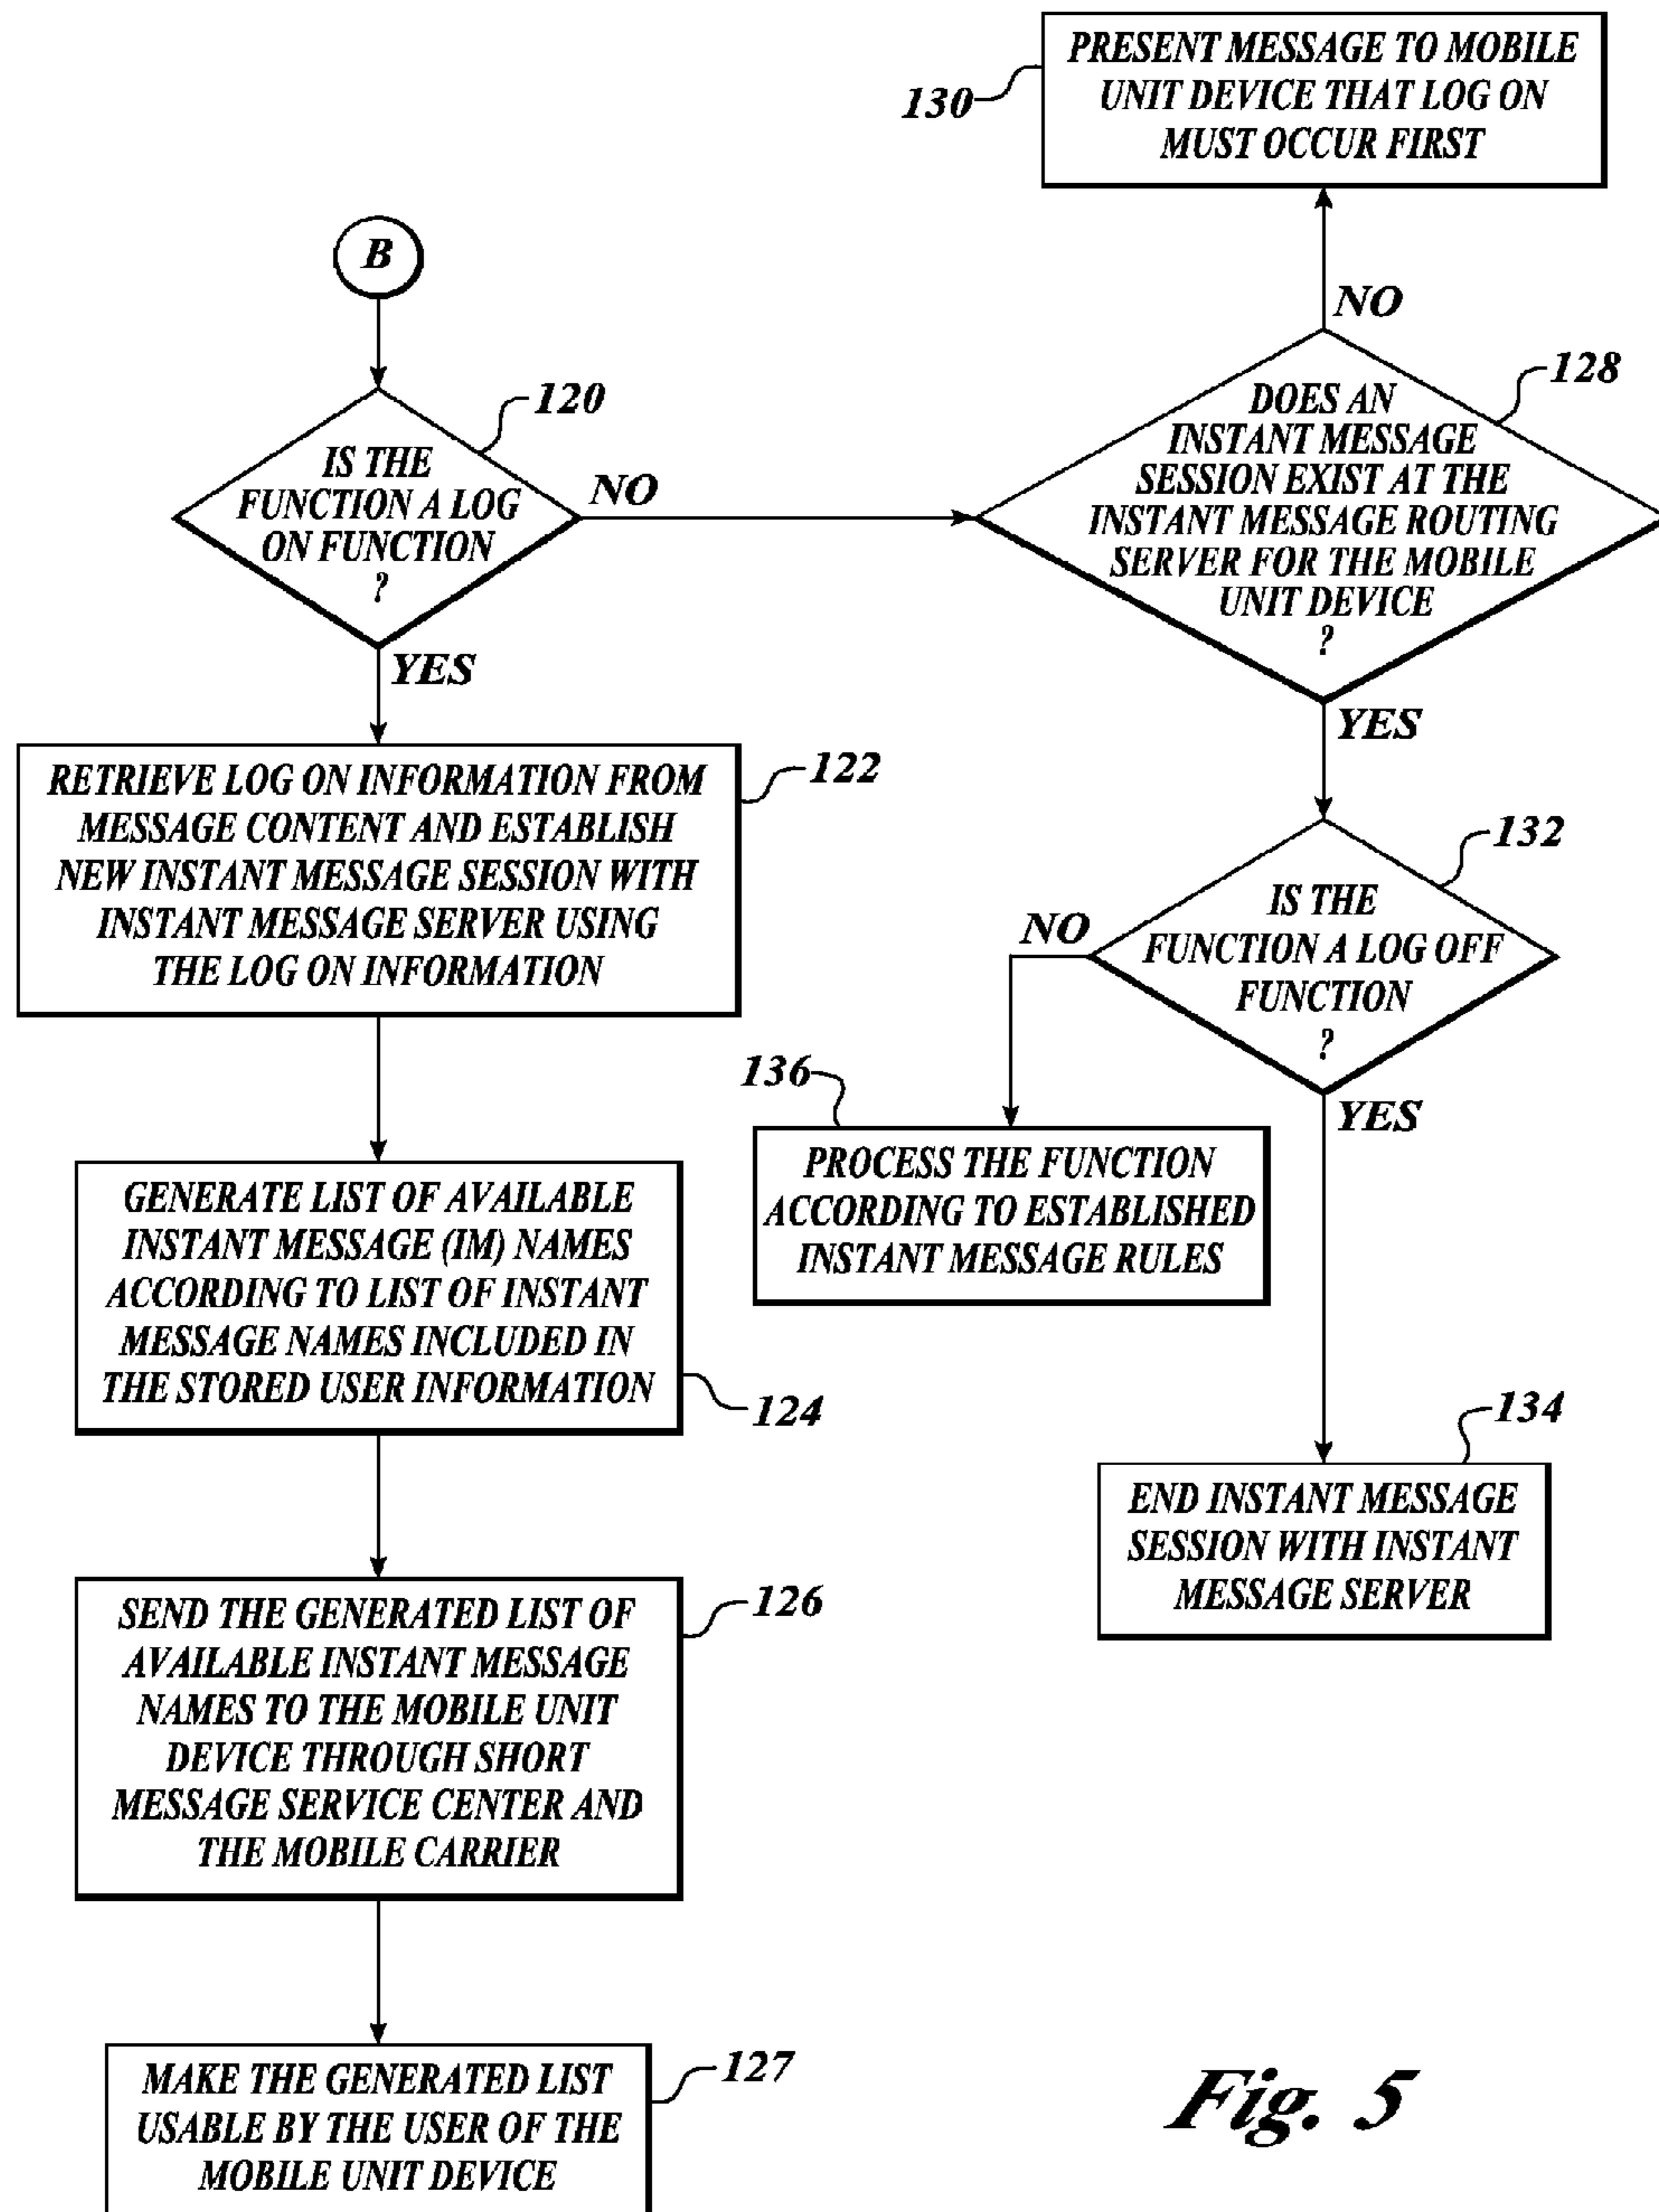 B
120
IS THE
FUNCTION A LOG
ON FUNCTION
?
NO
YES
122
RETRIEVE LOG ON INFORMATION FROM
MESSAGE CONTENT AND ESTABLISH
NEW INSTANT MESSAGE SESSION WITH
INSTANT MESSAGE SERVER USING
THE LOG ON INFORMATION
GENERATE LIST OF AVAILABLE
INSTANT MESSAGE (IM) NAMES
ACCORDING TO LIST OF INSTANT
MESSAGE NAMES INCLUDED IN
THE STORED USER INFORMATION
124
126
SEND THE GENERATED LIST OF
AVAILABLE INSTANT MESSAGE
NAMES TO THE MOBILE UNIT
DEVICE THROUGH SHORT
MESSAGE SERVICE CENTER AND
THE MOBILE CARRIER
127
MAKE THE GENERATED LIST
USABLE BY THE USER OF THE
MOBILE UNIT DEVICE
130
PRESENT MESSAGE TO MOBILE
UNIT DEVICE THAT LOG ON
MUST OCCUR FIRST
NO
128
DOES AN
INSTANT MESSAGE
SESSION EXIST AT THE
INSTANT MESSAGE ROUTING
SERVER FOR THE MOBILE
UNIT DEVICE
?
YES
132
IS THE
FUNCTION A LOG OFF
FUNCTION
?
NO
YES
136
PROCESS THE FUNCTION
ACCORDING TO ESTABLISHED
INSTANT MESSAGE RULES
134
END INSTANT MESSAGE
SESSION WITH INSTANT
MESSAGE SERVER
Fig. 5